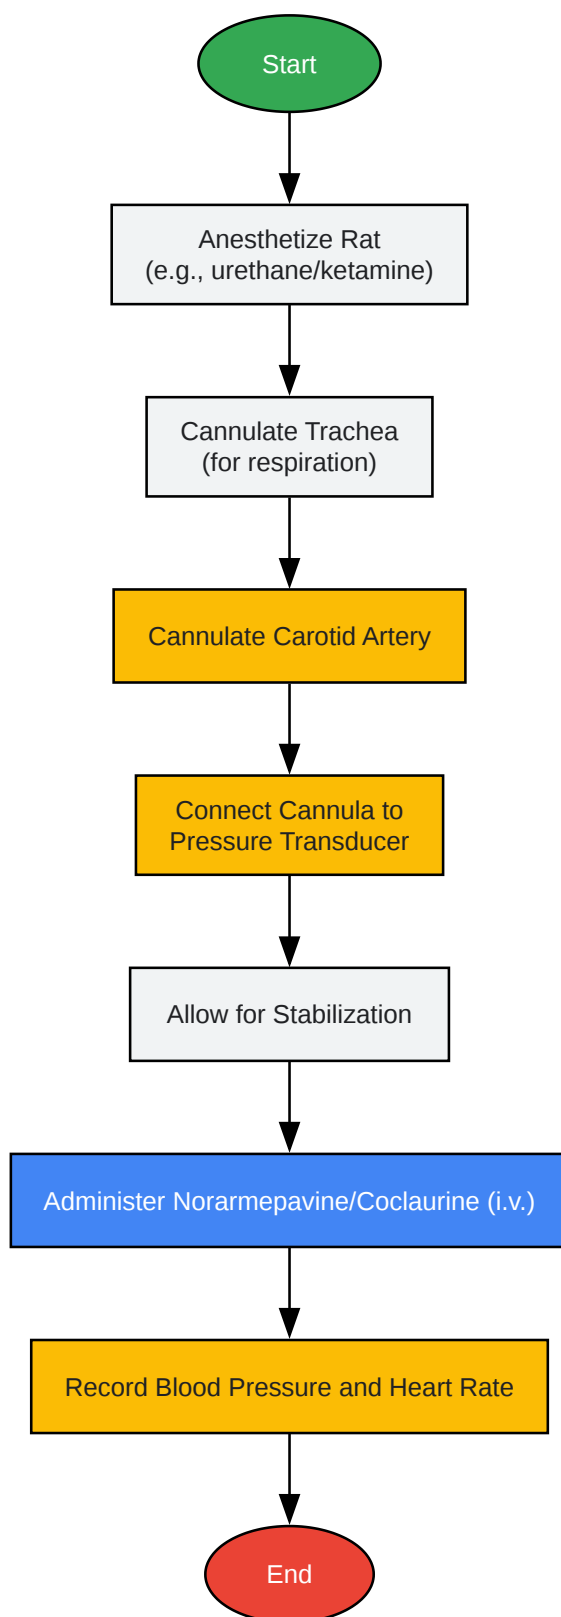 Start
Anesthetize Rat
(e.g., urethane/ketamine)
Cannulate Trachea
(for respiration)
Cannulate Carotid Artery
Connect Cannula to
Pressure Transducer
Allow for Stabilization
Administer Norarmepavine/Coclaurine (i.v.)
Record Blood Pressure and Heart Rate
End